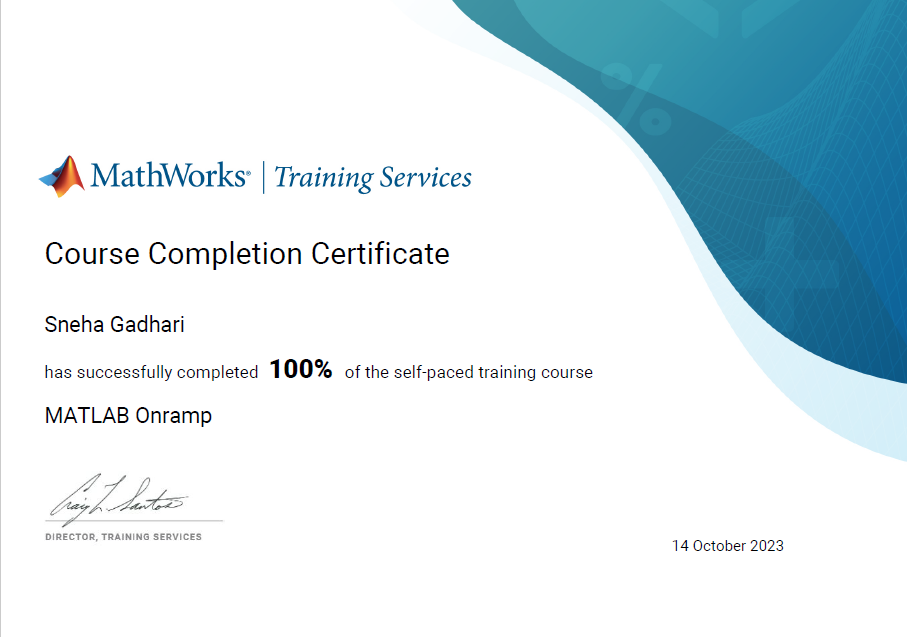 MathWorks® | Training Services
Course Completion Certificate
Sneha Gadhari
has successfully completed 100% of the self-paced training course
MATLAB Onramp
Craig L. Santos
DIRECTOR, TRAINING SERVICES
14 October 2023